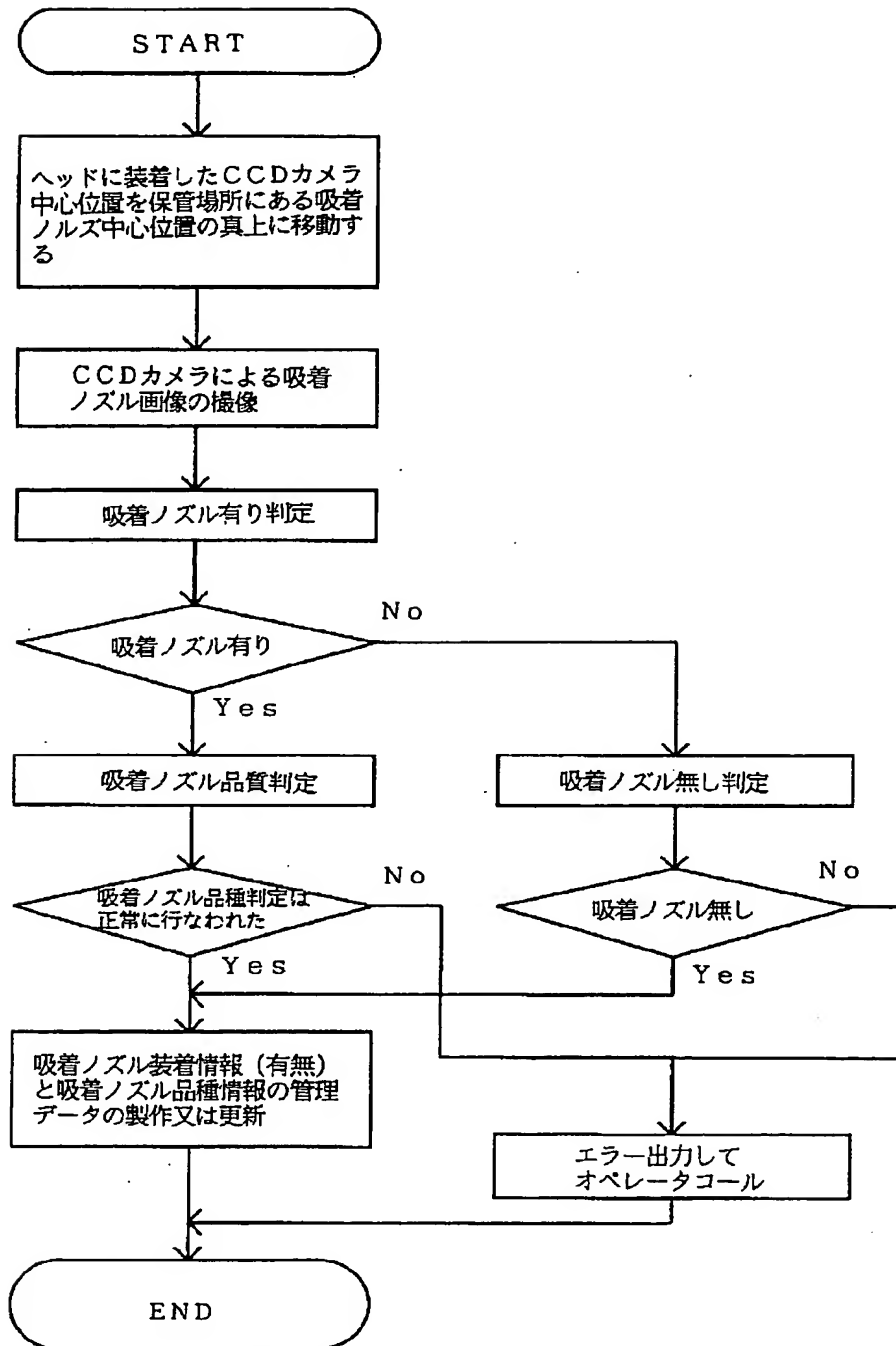 START
ヘッドに装着したCCDカメラ
中心位置を保管場所にある吸着
ノルズ中心位置の真上に移動す
る
CCDカメラによる吸着
ノズル画像の撮像
吸着ノズル有り判定
吸着ノズル有り
No
Yes
吸着ノズル品質判定
吸着ノズル無し判定
吸着ノズル品種判定は
正常に行なわれた
No
Yes
吸着ノズル無し
No
Yes
吸着ノズル装着情報（有無）
と吸着ノズル品種情報の管理
データの製作又は更新
エラー出力して
オペレータコール
END